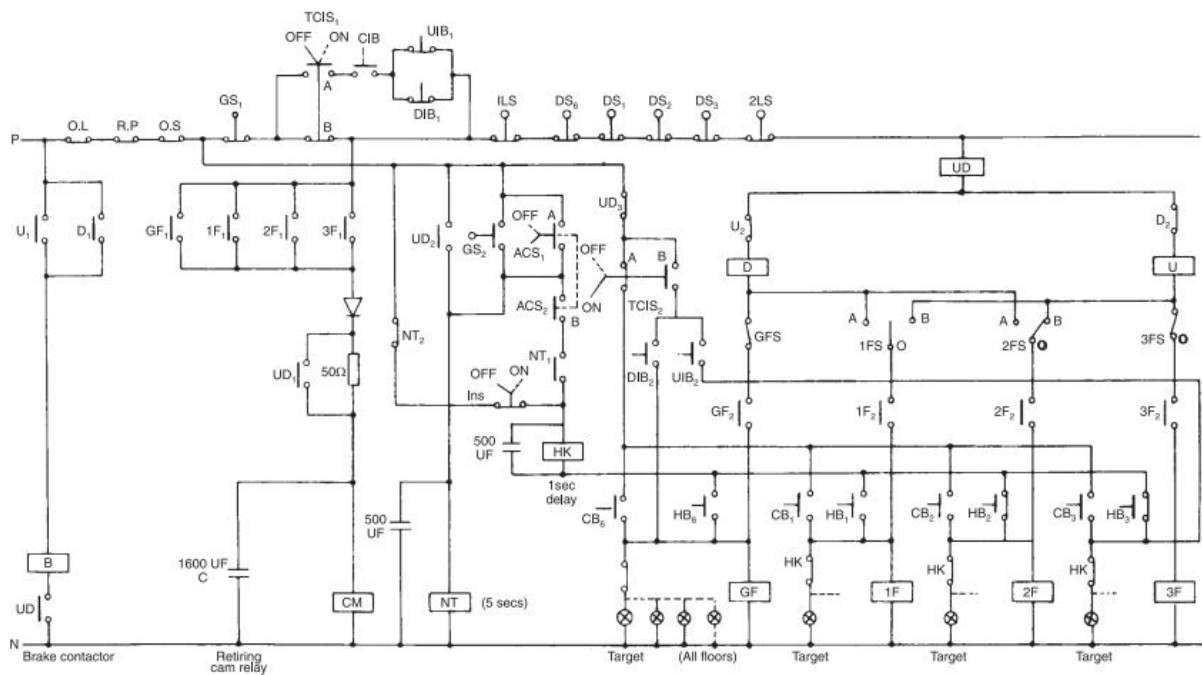 TCIS₁
OFF ON CIB UIB₁
A
DIB₁
GS₁ ILS DS₆ DS₁ DS₂ DS₃ 2LS
P O.L R.P O.S B
UD
U₁ D₁ GF₁ 1F₁ 2F₁ 3F₁ UD₂ GS₂ OFF A ACS₁ UD₃ OFF A B U₂ D₂
D U
ACS₂ B ON TCIS₂
NT₂ NT₁ DIB₂ UIB₂ GFS A B 1FS O A B 2FS O 3FS O
UD₁ 50Ω OFF ON
Ins
GF₂ 1F₂ 2F₂ 3F₂
500 UF HK
1sec delay
CB₆ HB₆ CB₁ HB₁ CB₂ HB₂ CB₃ HB₃
500 UF
1600 UF C
HK HK HK
B
UD CM NT (5 secs) GF 1F 2F 3F
N
Brake contactor Retiring cam relay Target (All floors) Target Target Target